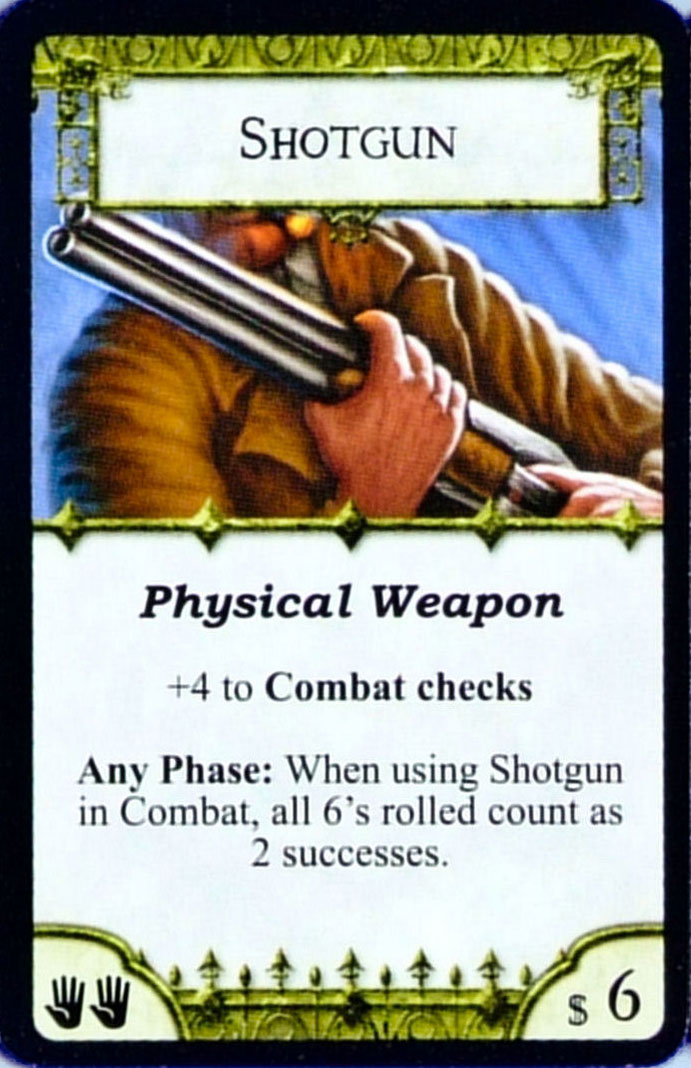 SHOTGUN
Physical Weapon
+4 to Combat checks
Any Phase: When using Shotgun
in Combat, all 6's rolled count as
2 successes.
$ 6